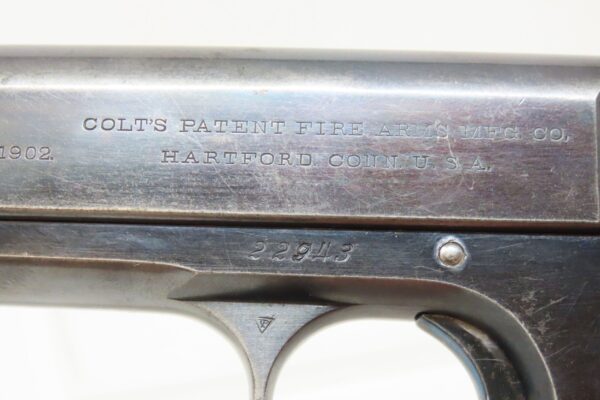 COLT'S PATENT FIRE ARMS MFG. CO.
1902. HARTFORD, CONN. U. S. A.
22943